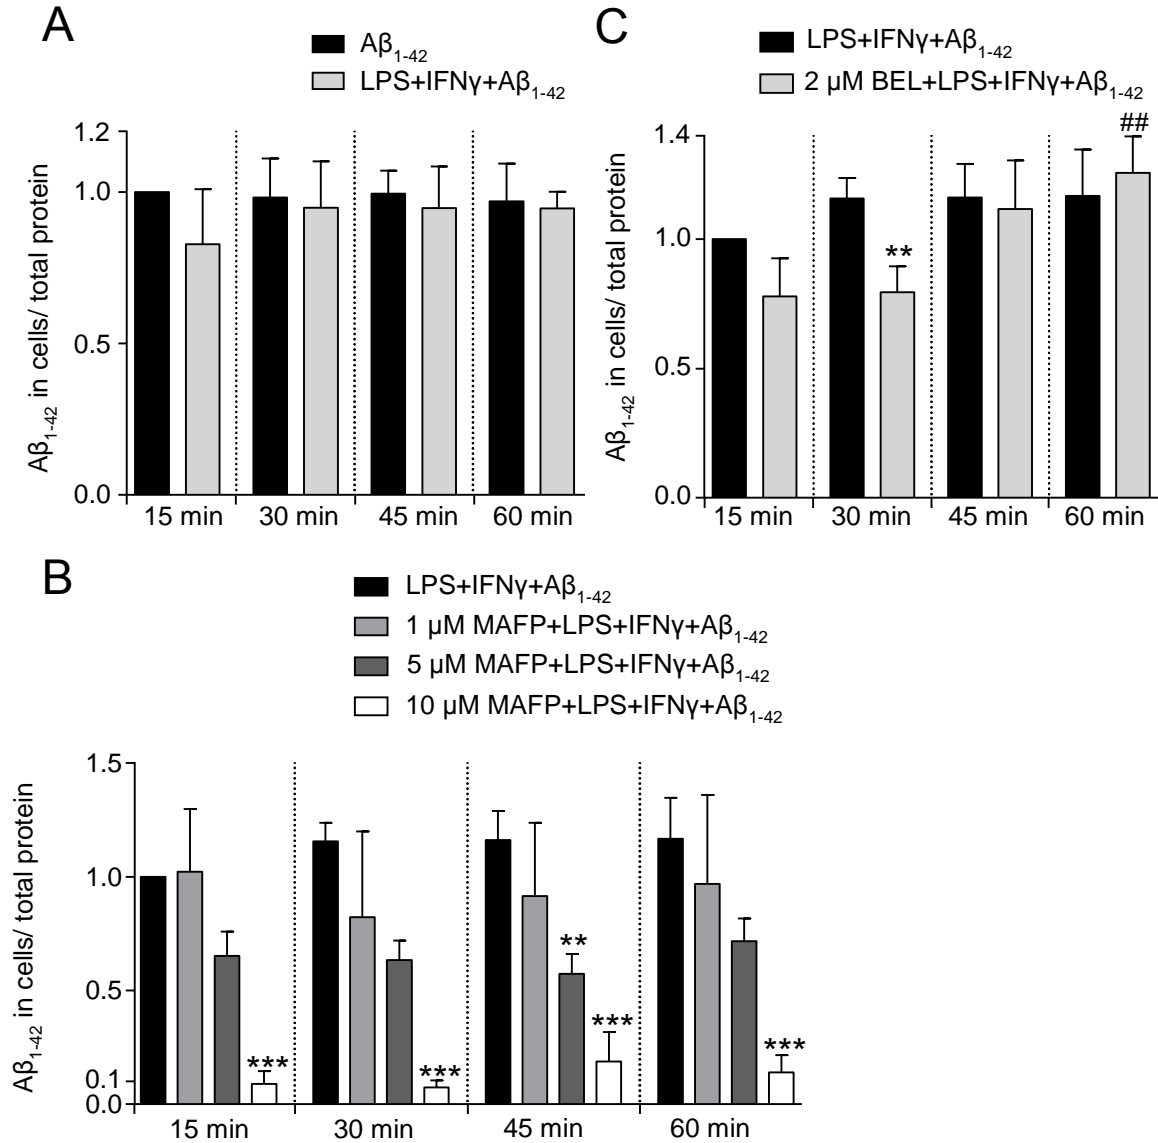 A
Aβ1-42
LPS+IFNγ+Aβ1-42
1.2
1.0
0.5
0.0
Aβ1-42 in cells/ total protein
15 min 30 min 45 min 60 min
C
LPS+IFNγ+Aβ1-42
2 µM BEL+LPS+IFNγ+Aβ1-42
1.4
1.0
0.5
0.0
Aβ1-42 in cells/ total protein
**
##
15 min 30 min 45 min 60 min
B
LPS+IFNγ+Aβ1-42
1 µM MAFP+LPS+IFNγ+Aβ1-42
5 µM MAFP+LPS+IFNγ+Aβ1-42
10 µM MAFP+LPS+IFNγ+Aβ1-42
1.5
1.0
0.5
0.1
0.0
Aβ1-42 in cells/ total protein
***
***
**
***
***
15 min 30 min 45 min 60 min